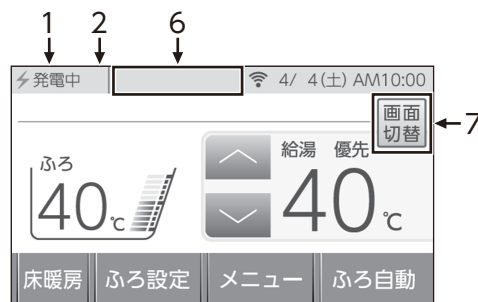 1 2 6
発電中 4/ 4(土) AM10:00
画面
切替
7
ふろ
40℃
給湯 優先
40℃
床暖房 ふろ設定 メニュー ふろ自動